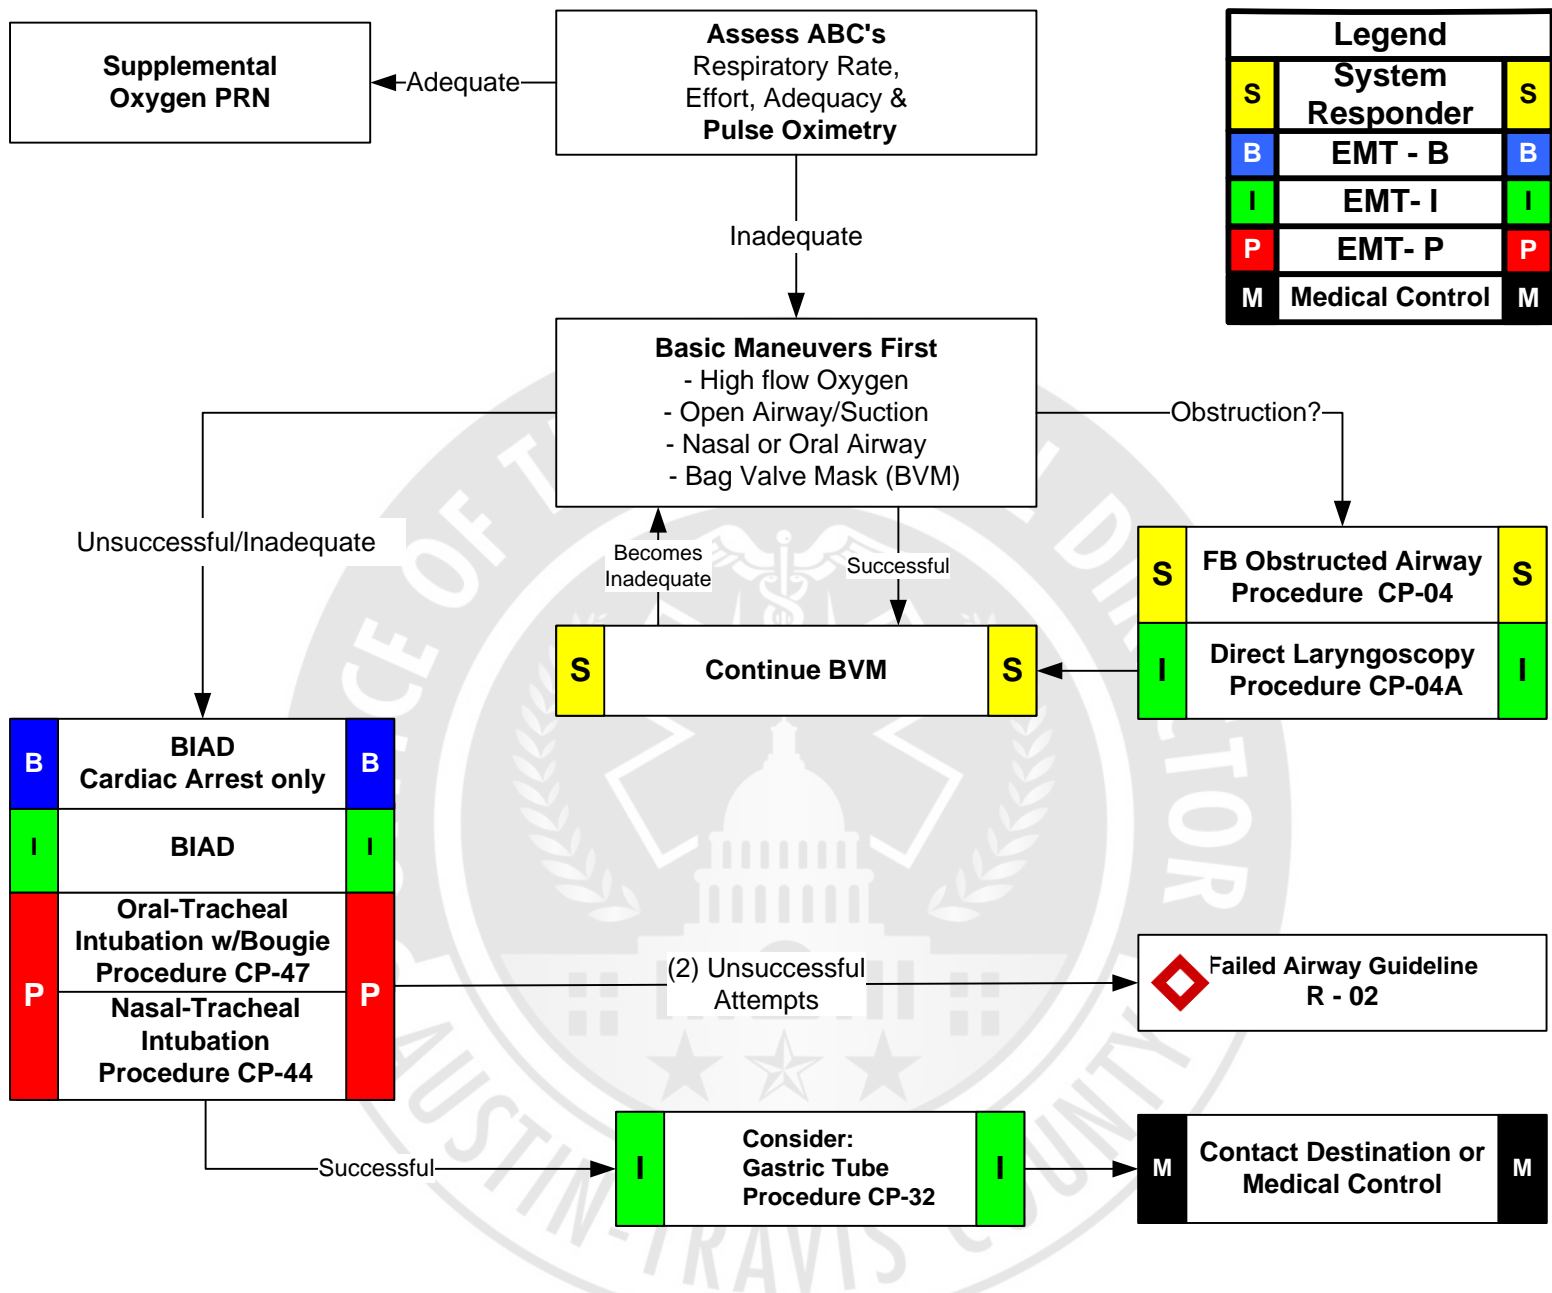 Supplemental
Oxygen PRN
Adequate
Assess ABC's
Respiratory Rate,
Effort, Adequacy &
Pulse Oximetry
Legend
S System S
Responder
B EMT - B B
I EMT- I I
P EMT- P P
M Medical Control M
Inadequate
Basic Maneuvers First
- High flow Oxygen
- Open Airway/Suction
- Nasal or Oral Airway
- Bag Valve Mask (BVM)
Obstruction?
Unsuccessful/Inadequate
Becomes
Inadequate
Successful
S FB Obstructed Airway S
Procedure CP-04
I Direct Laryngoscopy I
Procedure CP-04A
S Continue BVM S
B BIAD B
Cardiac Arrest only
I BIAD I
P Oral-Tracheal P
Intubation w/Bougie
Procedure CP-47
Nasal-Tracheal
Intubation
Procedure CP-44
(2) Unsuccessful
Attempts
Failed Airway Guideline
R - 02
Successful
I Consider: I
Gastric Tube
Procedure CP-32
M Contact Destination or M
Medical Control
AUSTIN-TRAVIS COUNTY